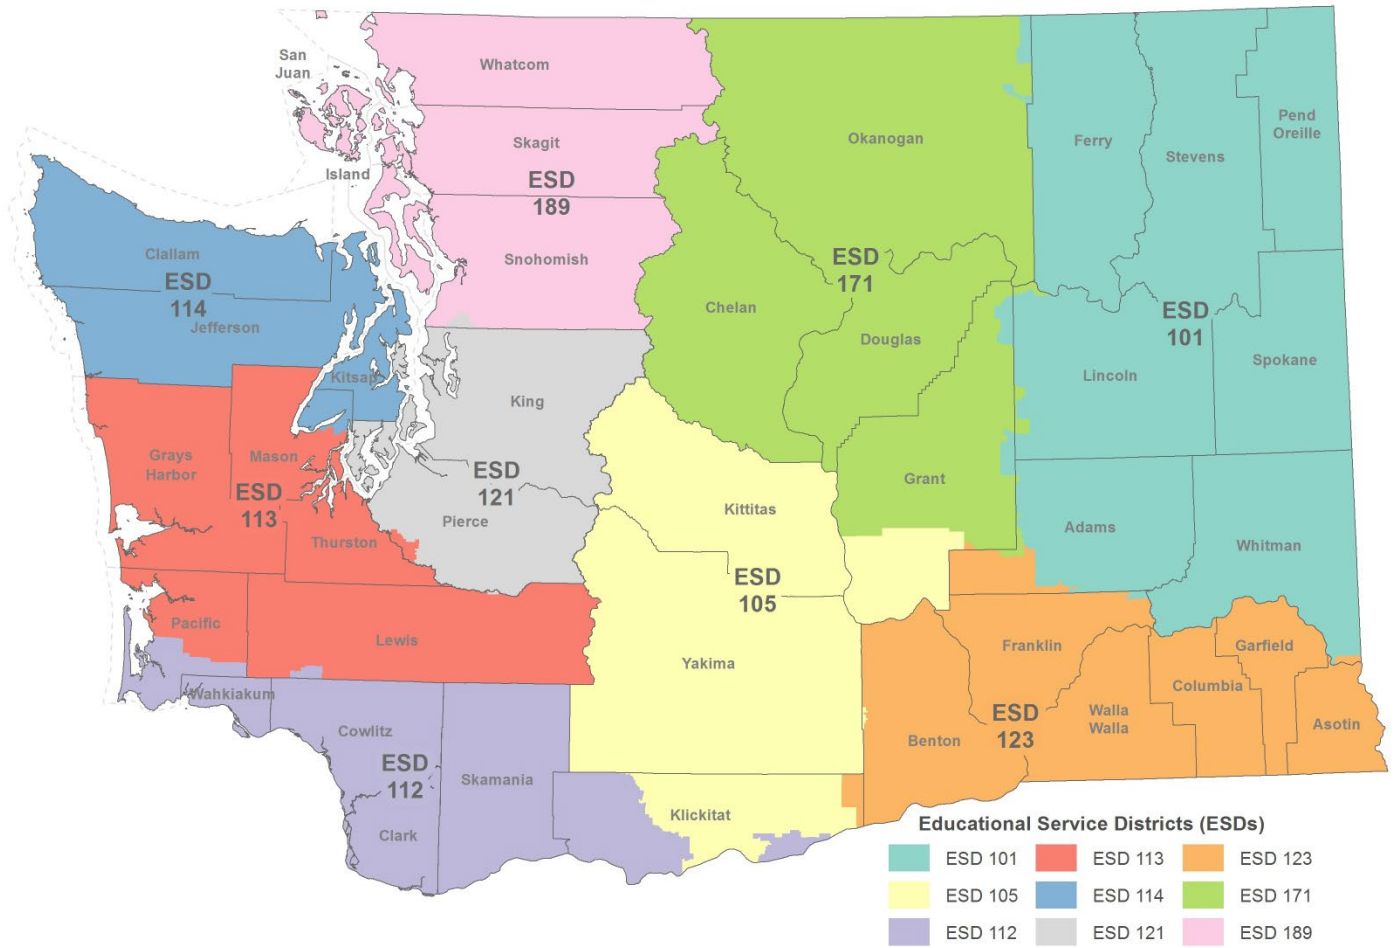 San
Juan
Whatcom
Skagit
Island
ESD
189
Snohomish
Okanogan
Ferry
Stevens
Pend
Oreille
Clallam
ESD
114
Jefferson
Kitsap
Chelan
ESD
171
Douglas
Grant
ESD
101
Lincoln
Spokane
Adams
Whitman
King
ESD
121
Pierce
Grays
Harbor
Mason
ESD
113
Thurston
Pacific
Lewis
Kittitas
ESD
105
Yakima
Klickitat
Wahkiakum
Cowlitz
ESD
112
Clark
Skamania
Franklin
Benton
ESD
123
Walla
Walla
Columbia
Garfield
Asotin
Educational Service Districts (ESDs)
ESD 101
ESD 113
ESD 123
ESD 105
ESD 114
ESD 171
ESD 112
ESD 121
ESD 189